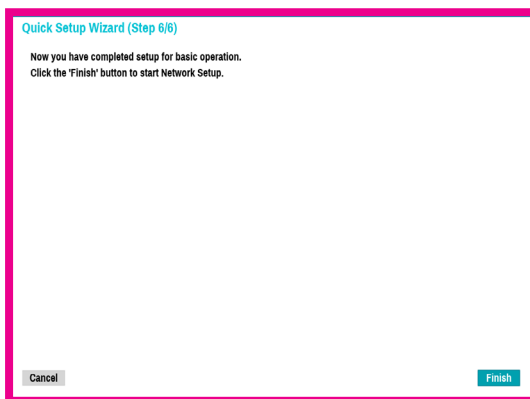 Quick Setup Wizard (Step 6/6)
Now you have completed setup for basic operation.
Click the 'Finish' button to start Network Setup.
Cancel
Finish